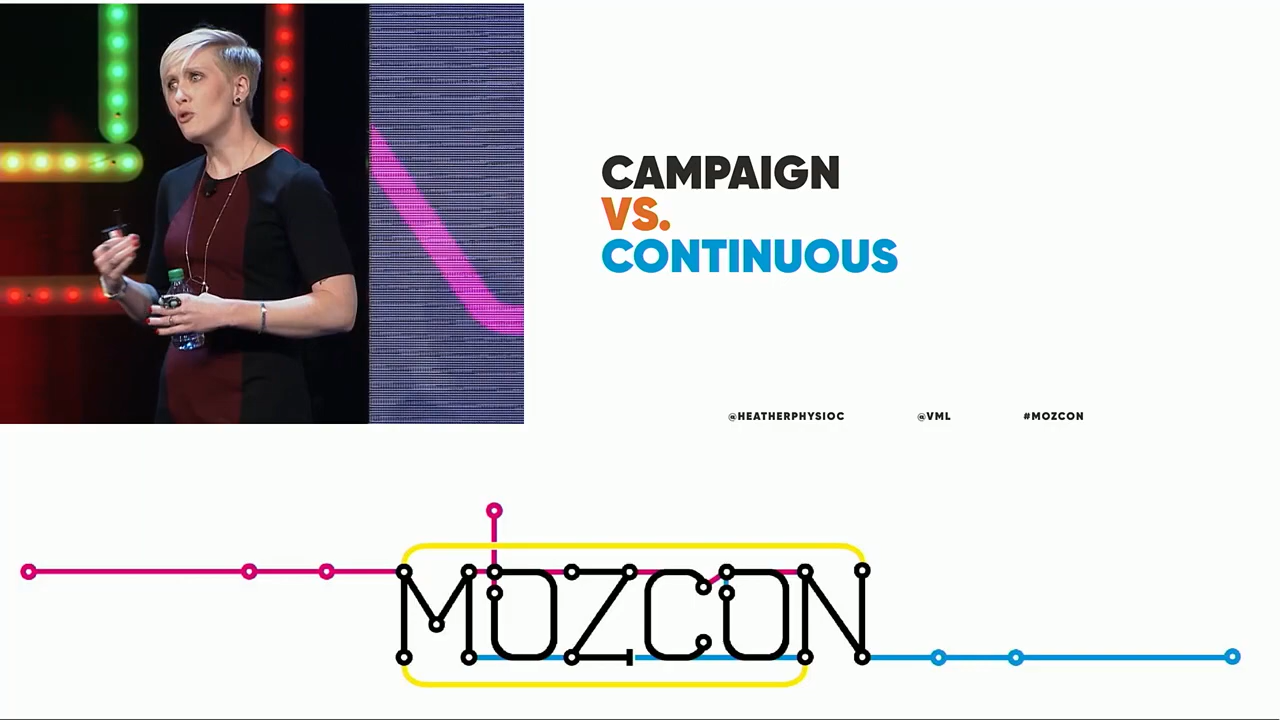 CAMPAIGN
VS.
CONTINUOUS
@HEATHERPHYSIOC @VML #MOZCON
MOZCON